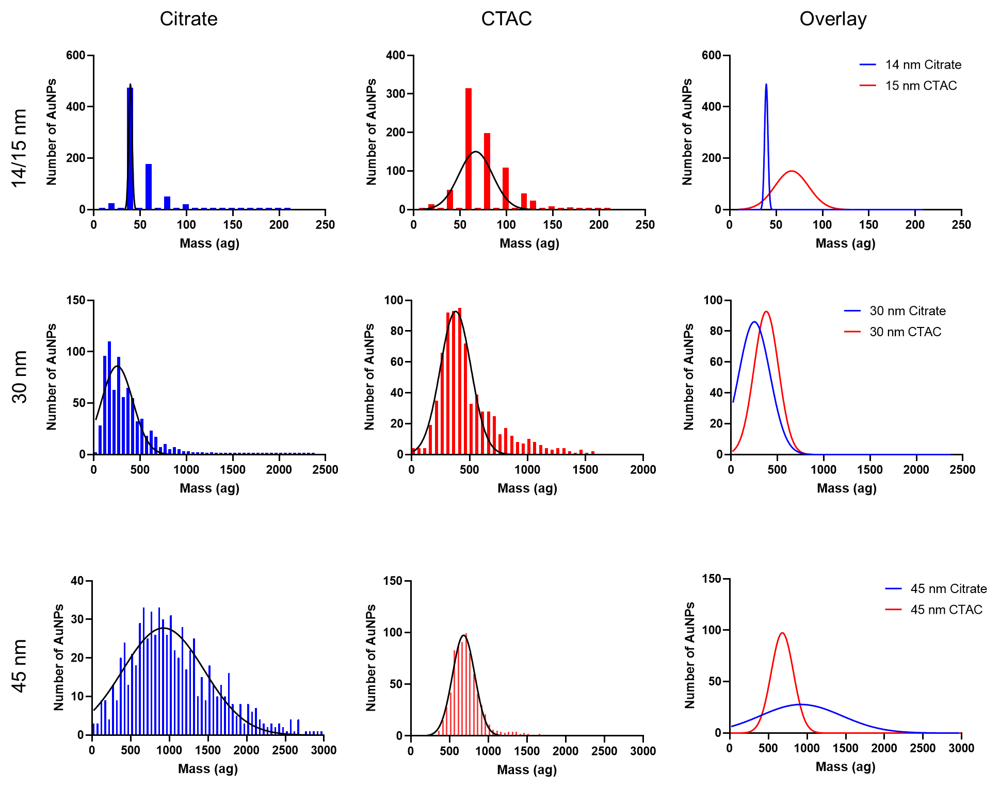 Citrate
CTAC
Overlay
14/15 nm
Number of AuNPs
600
400
200
0
0 50 100 150 200 250
Mass (ag)
Number of AuNPs
400
300
200
100
0
0 50 100 150 200 250
Mass (ag)
Number of AuNPs
600
400
200
0
0 50 100 150 200 250
Mass (ag)
14 nm Citrate
15 nm CTAC
30 nm
Number of AuNPs
150
100
50
0
0 500 1000 1500 2000 2500
Mass (ag)
Number of AuNPs
100
80
60
40
20
0
0 500 1000 1500 2000
Mass (ag)
Number of AuNPs
100
80
60
40
20
0
0 500 1000 1500 2000 2500
Mass (ag)
30 nm Citrate
30 nm CTAC
45 nm
Number of AuNPs
40
30
20
10
0
0 500 1000 1500 2000 2500 3000
Mass (ag)
Number of AuNPs
150
100
50
0
0 500 1000 1500 2000 2500 3000
Mass (ag)
Number of AuNPs
150
100
50
0
0 500 1000 1500 2000 2500 3000
Mass (ag)
45 nm Citrate
45 nm CTAC